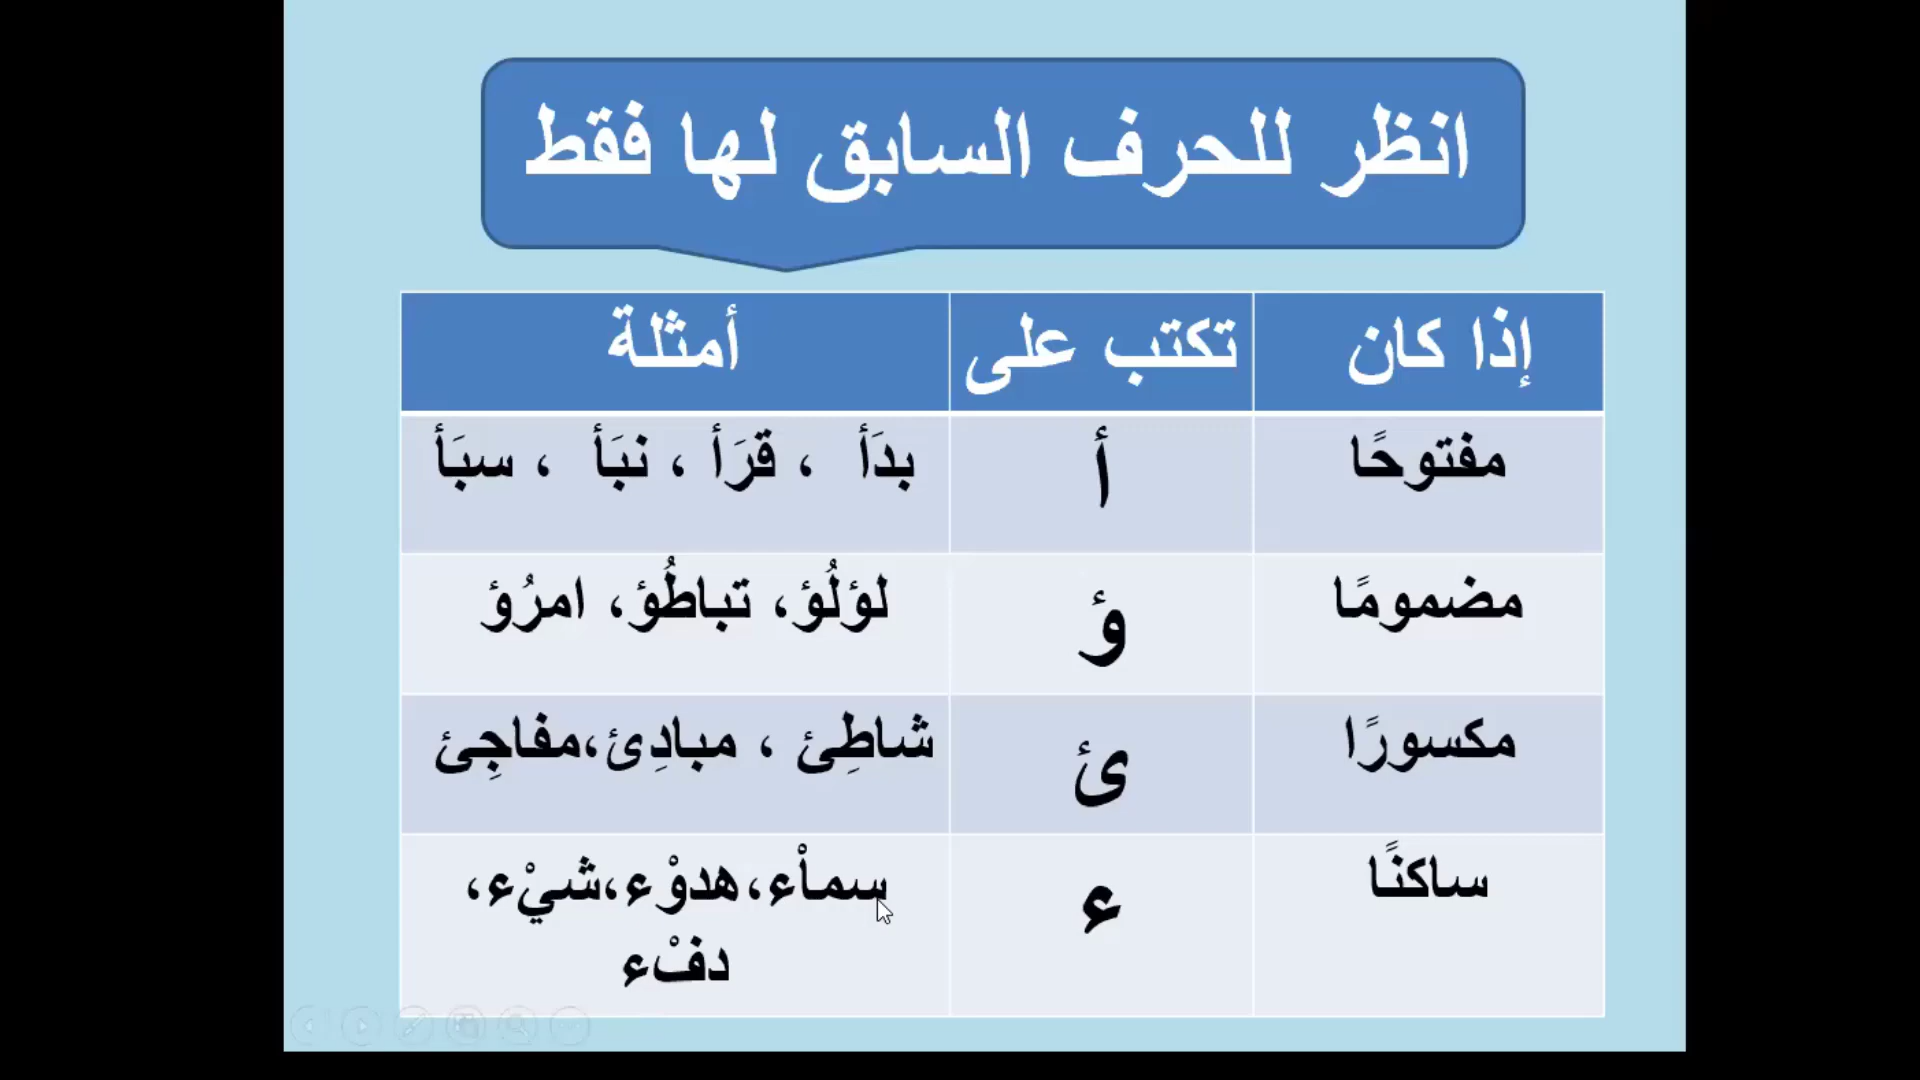 انظر للحرف السابق لها فقط
إذا كان تكتب على أمثلة
مفتوحًا أ بدَأ ، قرَأ ، نبَأ ، سبَأ
مضمومًا ؤ لؤلُؤ، تباطُؤ، امرُؤ
مكسورًا ئ شاطِئ ، مبادِئ،مفاجِئ
ساكنًا ء سماْء،هدوْء،شيْء،
دفْء